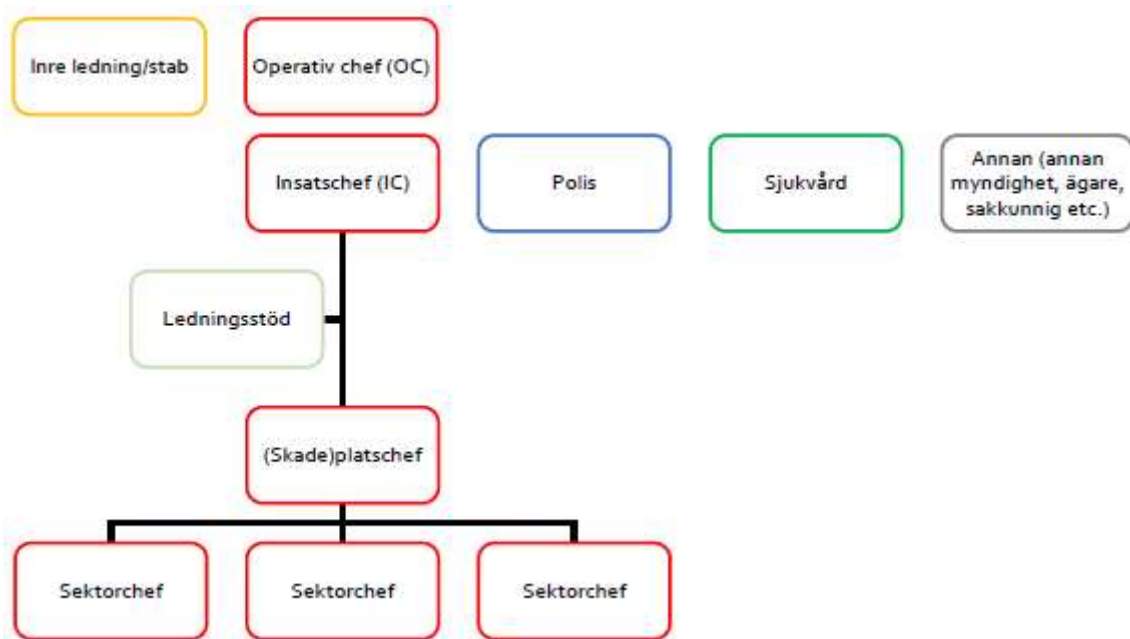 Inre ledning/stab
Operativ chef (OC)
Insatschef (IC)
Polis
Sjukvård
Annan (annan
myndighet, ägare,
sakkunnig etc.)
Ledningsstöd
(Skade)platschef
Sektorchef
Sektorchef
Sektorchef